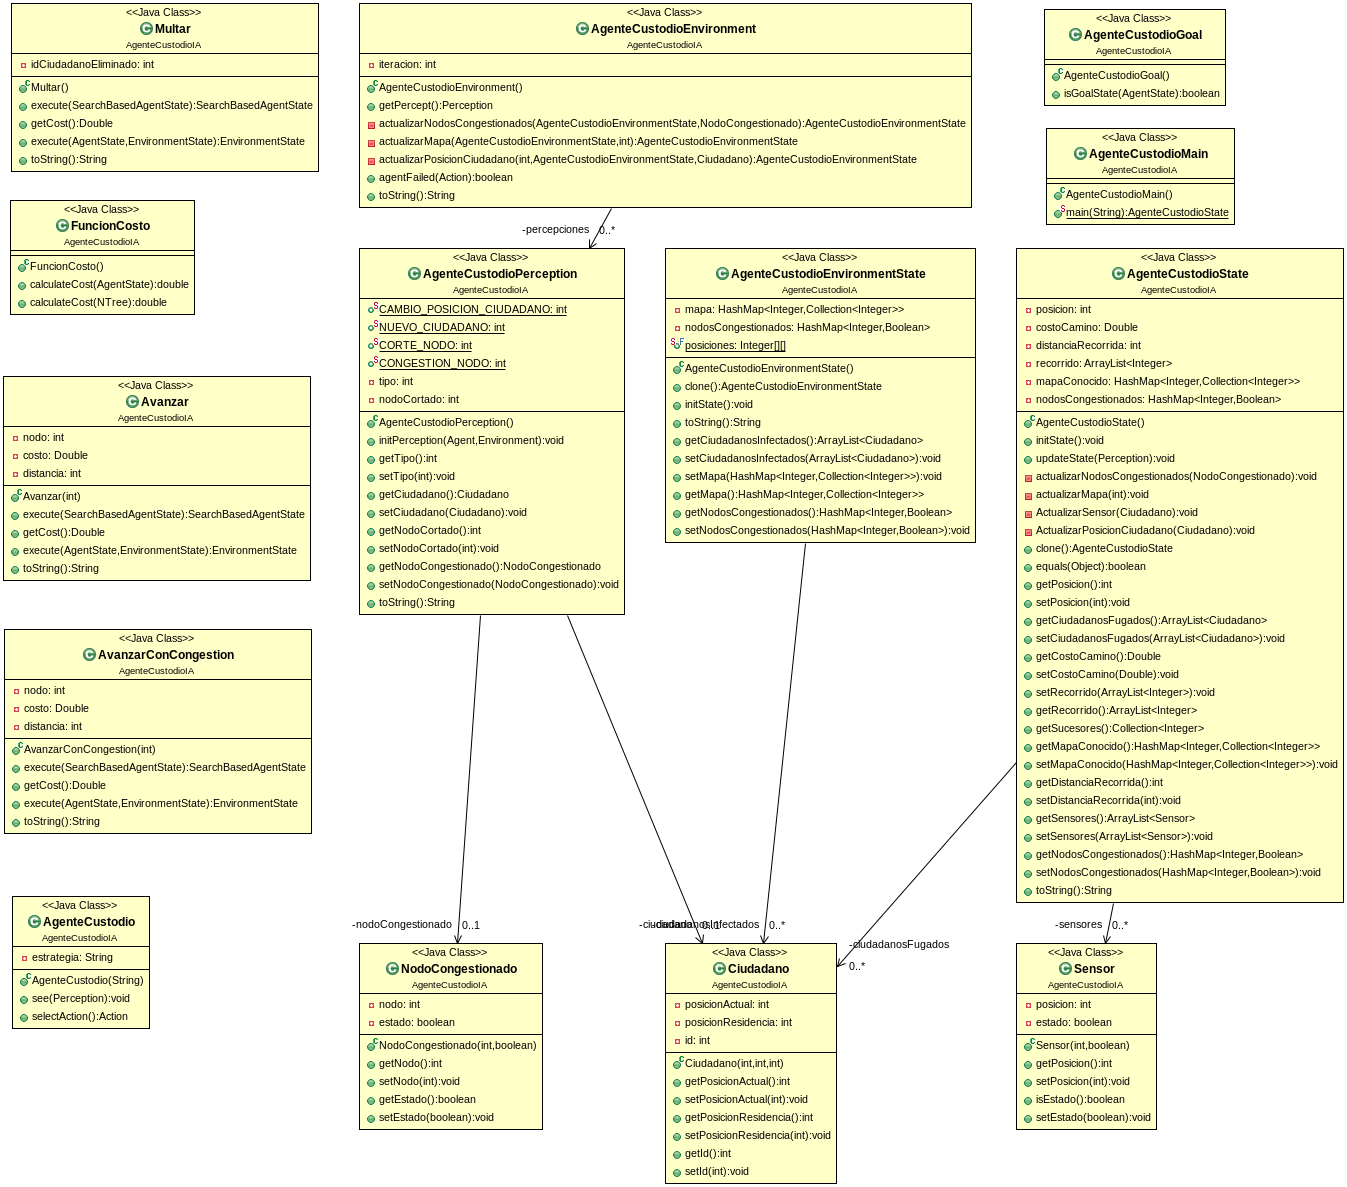 <<Java Class>>
Multar
AgenteCustodioIA
idCiudadanoEliminado: int
Multar()
execute(SearchBasedAgentState):SearchBasedAgentState
getCost():Double
execute(AgentState,EnvironmentState):EnvironmentState
toString():String
<<Java Class>>
AgenteCustodioEnvironment
AgenteCustodioIA
iteracion: int
AgenteCustodioEnvironment()
getPercept():Perception
actualizarNodosCongestionados(AgenteCustodioEnvironmentState,NodoCongestionado):AgenteCustodioEnvironmentState
actualizarMapa(AgenteCustodioEnvironmentState,int):AgenteCustodioEnvironmentState
actualizarPosicionCiudadano(int,AgenteCustodioEnvironmentState,Ciudadano):AgenteCustodioEnvironmentState
agentFailed(Action):boolean
toString():String
<<Java Class>>
AgenteCustodioGoal
AgenteCustodioIA
AgenteCustodioGoal()
isGoalState(AgentState):boolean
<<Java Class>>
AgenteCustodioMain
AgenteCustodioIA
AgenteCustodioMain()
main(String):AgenteCustodioState
<<Java Class>>
FuncionCosto
AgenteCustodioIA
FuncionCosto()
calculateCost(AgentState):double
calculateCost(NTree):double
-percepciones 0..*
<<Java Class>>
AgenteCustodioPerception
AgenteCustodioIA
CAMBIO_POSICION_CIUDADANO: int
NUEVO_CIUDADANO: int
CORTE_NODO: int
CONGESTION_NODO: int
tipo: int
nodoCortado: int
AgenteCustodioPerception()
initPerception(Agent,Environment):void
getTipo():int
setTipo(int):void
getCiudadano():Ciudadano
setCiudadano(Ciudadano):void
getNodoCortado():int
setNodoCortado(int):void
getNodoCongestionado():NodoCongestionado
setNodoCongestionado(NodoCongestionado):void
toString():String
<<Java Class>>
AgenteCustodioEnvironmentState
AgenteCustodioIA
mapa: HashMap<Integer,Collection<Integer>>
nodosCongestionados: HashMap<Integer,Boolean>
posiciones: Integer[][]
AgenteCustodioEnvironmentState()
clone():AgenteCustodioEnvironmentState
initState():void
toString():String
getCiudadanosInfectados():ArrayList<Ciudadano>
setCiudadanosInfectados(ArrayList<Ciudadano>):void
setMapa(HashMap<Integer,Collection<Integer>>):void
getMapa():HashMap<Integer,Collection<Integer>>
getNodosCongestionados():HashMap<Integer,Boolean>
setNodosCongestionados(HashMap<Integer,Boolean>):void
<<Java Class>>
AgenteCustodioState
AgenteCustodioIA
posicion: int
costoCamino: Double
distanciaRecorrida: int
recorrido: ArrayList<Integer>
mapaConocido: HashMap<Integer,Collection<Integer>>
nodosCongestionados: HashMap<Integer,Boolean>
AgenteCustodioState()
initState():void
updateState(Perception):void
actualizarNodosCongestionados(NodoCongestionado):void
actualizarMapa(int):void
ActualizarSensor(Ciudadano):void
ActualizarPosicionCiudadano(Ciudadano):void
clone():AgenteCustodioState
equals(Object):boolean
getPosicion():int
setPosicion(int):void
getCiudadanosFugados():ArrayList<Ciudadano>
setCiudadanosFugados(ArrayList<Ciudadano>):void
getCostoCamino():Double
setCostoCamino(Double):void
setRecorrido(ArrayList<Integer>):void
getRecorrido():ArrayList<Integer>
getSucesores():Collection<Integer>
getMapaConocido():HashMap<Integer,Collection<Integer>>
setMapaConocido(HashMap<Integer,Collection<Integer>>):void
getDistanciaRecorrida():int
setDistanciaRecorrida(int):void
getSensores():ArrayList<Sensor>
setSensores(ArrayList<Sensor>):void
getNodosCongestionados():HashMap<Integer,Boolean>
setNodosCongestionados(HashMap<Integer,Boolean>):void
toString():String
<<Java Class>>
Avanzar
AgenteCustodioIA
nodo: int
costo: Double
distancia: int
Avanzar(int)
execute(SearchBasedAgentState):SearchBasedAgentState
getCost():Double
execute(AgentState,EnvironmentState):EnvironmentState
toString():String
<<Java Class>>
AvanzarConCongestion
AgenteCustodioIA
nodo: int
costo: Double
distancia: int
AvanzarConCongestion(int)
execute(SearchBasedAgentState):SearchBasedAgentState
getCost():Double
execute(AgentState,EnvironmentState):EnvironmentState
toString():String
<<Java Class>>
AgenteCustodio
AgenteCustodioIA
estrategia: String
AgenteCustodio(String)
see(Perception):void
selectAction():Action
-nodoCongestionado 0..1
0..1
0..*
-ciudadanosFugados
0..*
-sensores 0..*
<<Java Class>>
NodoCongestionado
AgenteCustodioIA
nodo: int
estado: boolean
NodoCongestionado(int,boolean)
getNodo():int
setNodo(int):void
getEstado():boolean
setEstado(boolean):void
<<Java Class>>
Ciudadano
AgenteCustodioIA
posicionActual: int
posicionResidencia: int
id: int
Ciudadano(int,int,int)
getPosicionActual():int
setPosicionActual(int):void
getPosicionResidencia():int
setPosicionResidencia(int):void
getId():int
setId(int):void
<<Java Class>>
Sensor
AgenteCustodioIA
posicion: int
estado: boolean
Sensor(int,boolean)
getPosicion():int
setPosicion(int):void
isEstado():boolean
setEstado(boolean):void